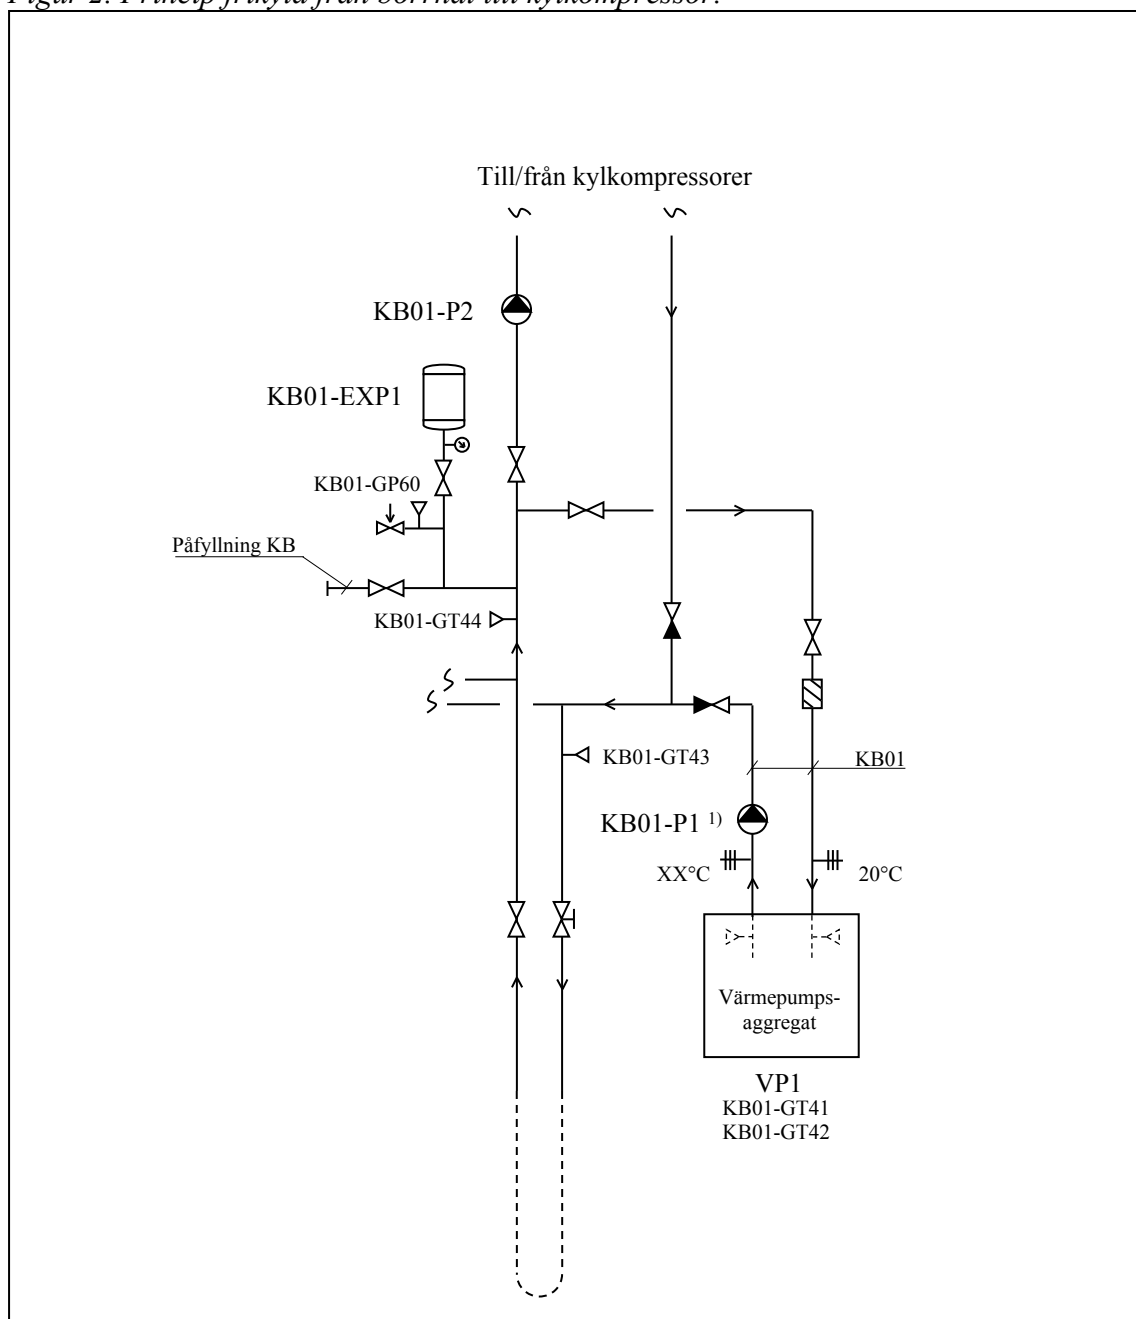 Figur 2. Princip frikyla från borrhål till kylkompressor.
Till/från kylkompressorer
KB01-P2
KB01-EXP1
KB01-GP60
Påfyllning KB
KB01-GT44
KB01-GT43
KB01
KB01-P1 1)
XX°C
20°C
Värmepumps-
aggregat
VP1
KB01-GT41
KB01-GT42